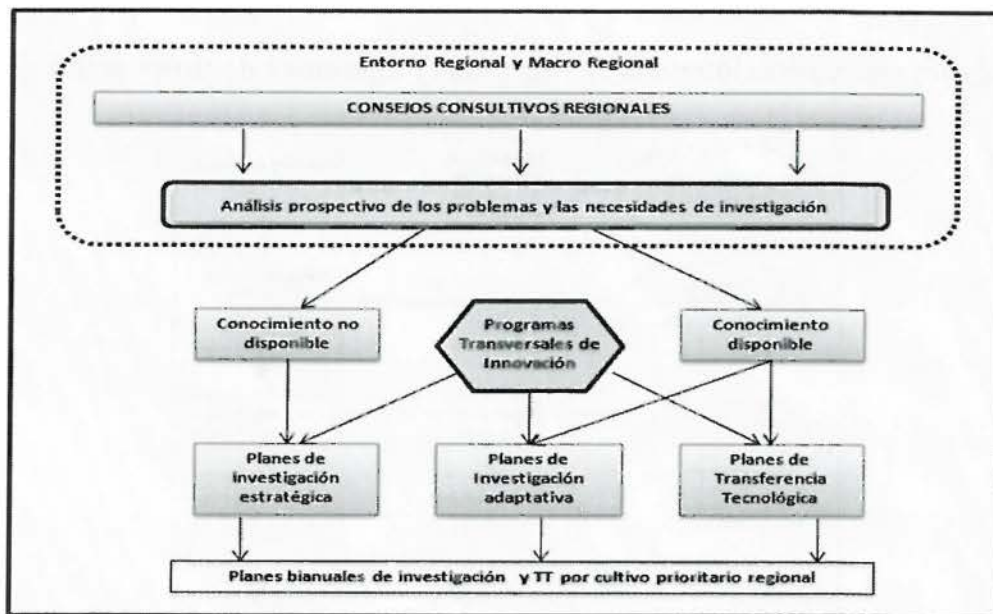 Entorno Regional y Macro Regional
CONSEJOS CONSULTIVOS REGIONALES
Análisis prospectivo de los problemas y las necesidades de investigación
Conocimiento no
disponible
Programas
Transversales de
Innovación
Conocimiento
disponible
Planes de
investigación
estratégica
Planes de
Investigación
adaptativa
Planes de
Transferencia
Tecnológica
Planes bianuales de investigación y TT por cultivo prioritario regional